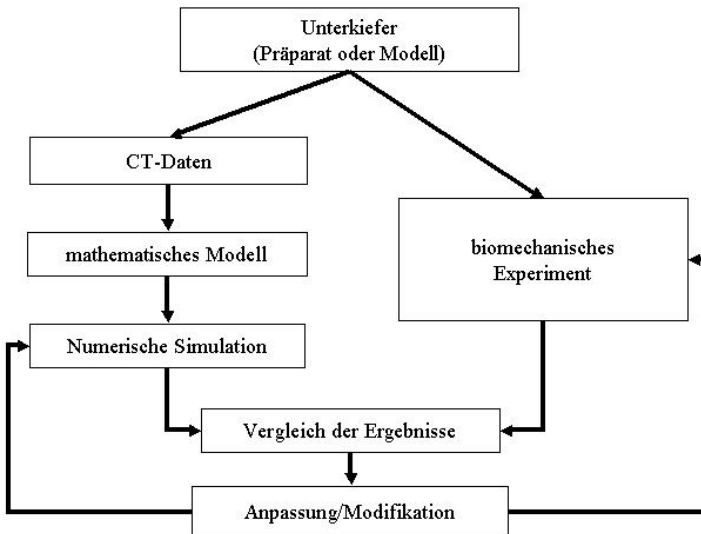 Unterkiefer
(Präparat oder Modell)
CT-Daten
mathematisches Modell
biomechanisches
Experiment
Numerische Simulation
Vergleich der Ergebnisse
Anpassung/Modifikation